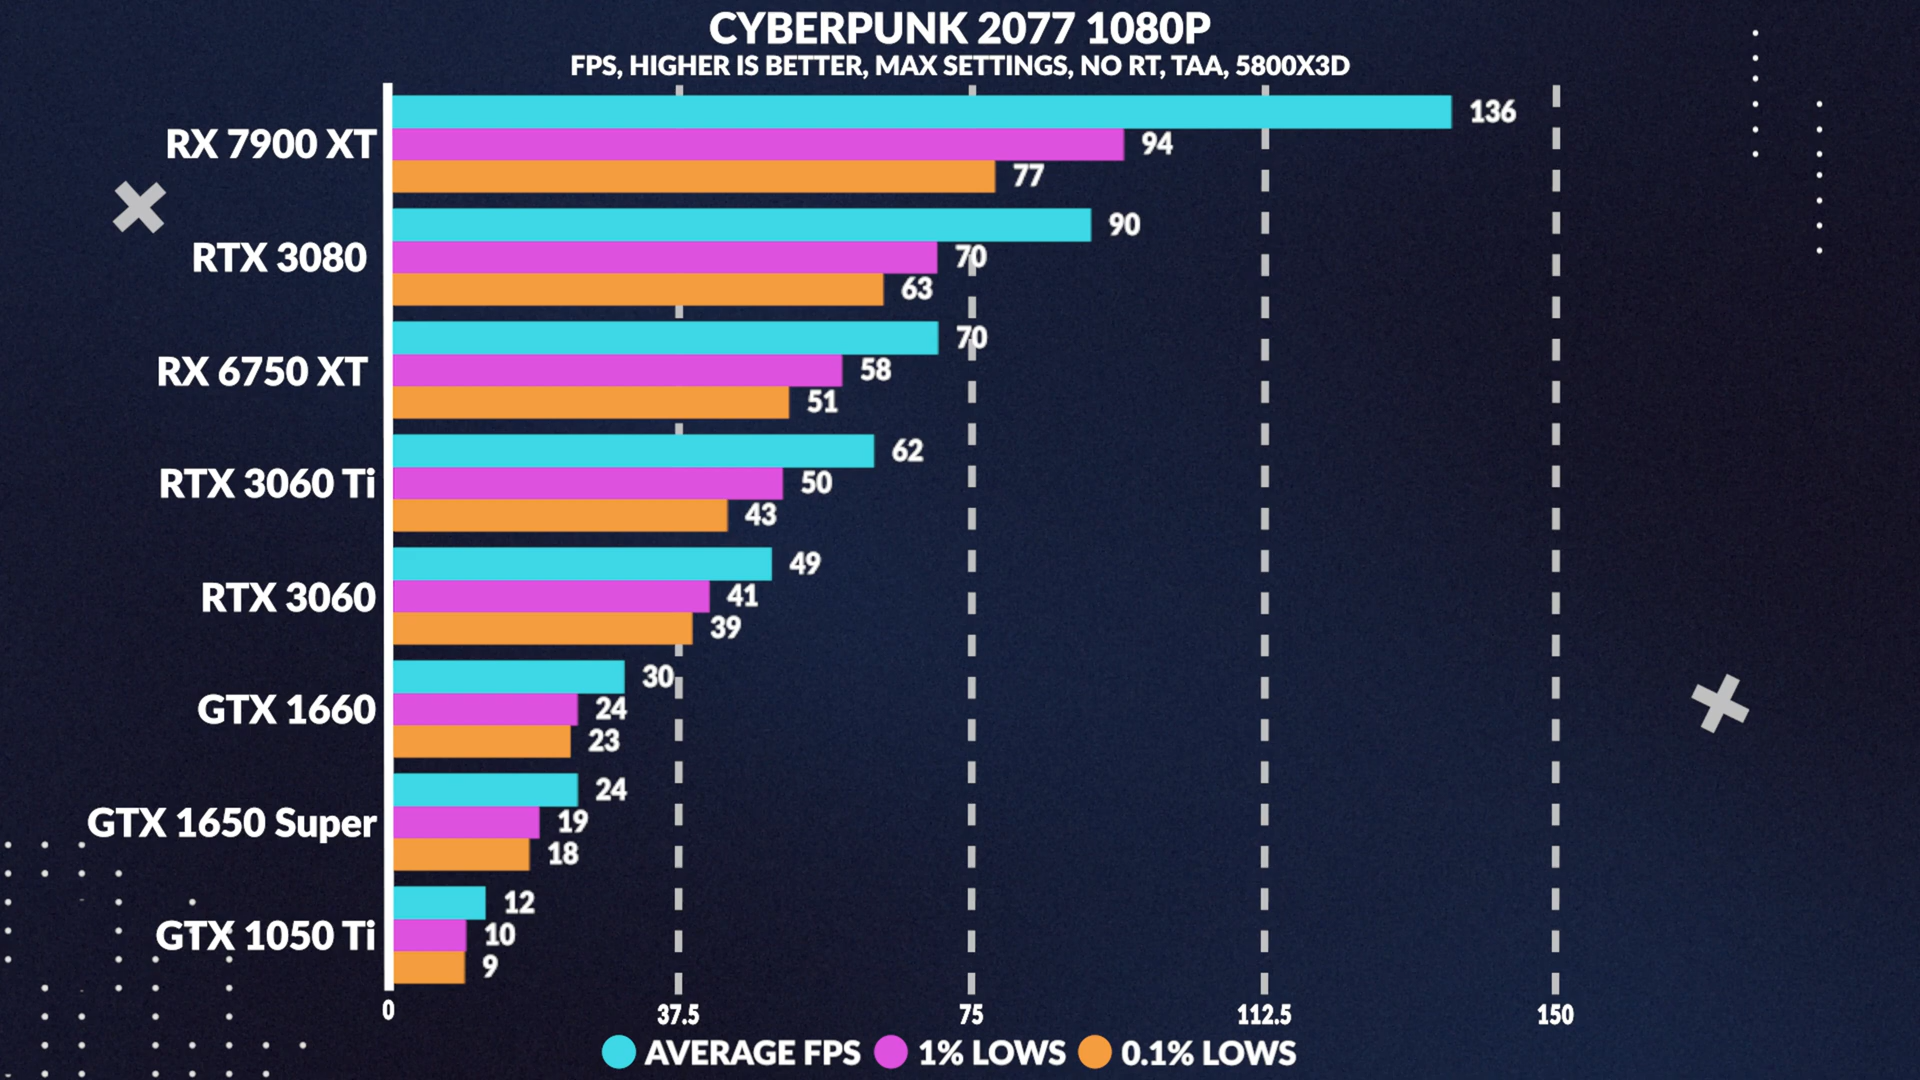 CYBERPUNK 2077 1080P
FPS, HIGHER IS BETTER, MAX SETTINGS, NO RT, TAA, 5800X3D
RX 7900 XT
136
94
77
RTX 3080
90
70
63
RX 6750 XT
70
58
51
RTX 3060 Ti
62
50
43
RTX 3060
49
41
39
GTX 1660
30
24
23
GTX 1650 Super
24
19
18
GTX 1050 Ti
12
10
9
0
37.5
75
112.5
150
AVERAGE FPS
1% LOWS
0.1% LOWS